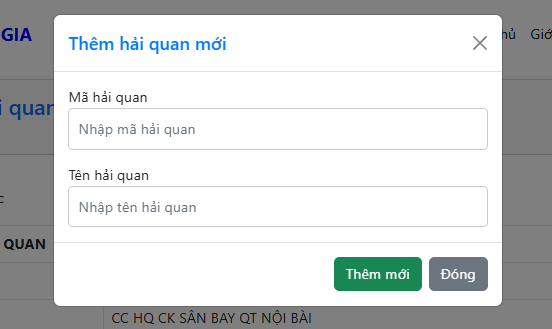 GIA
Thêm hải quan mới
hủ Giớ
i quan
Mã hải quan
Nhập mã hải quan
Tên hải quan
Nhập tên hải quan
QUAN
Thêm mới Đóng
CC HQ CK SÂN BAY QT NỘI BÀI